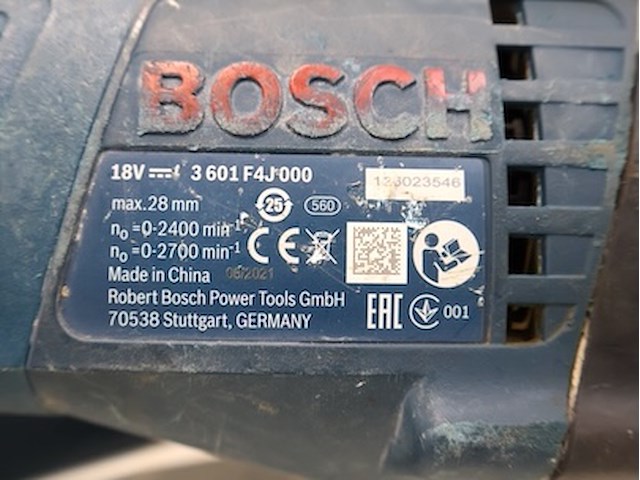 BOSCH
18V 3 601 F4J 000
123023546
max.28 mm
25
560
n₀ =0-2400 min⁻¹
n₀ =0-2700 min⁻¹
CE
Made in China 06/2021
Robert Bosch Power Tools GmbH
70538 Stuttgart, GERMANY
EAC
001